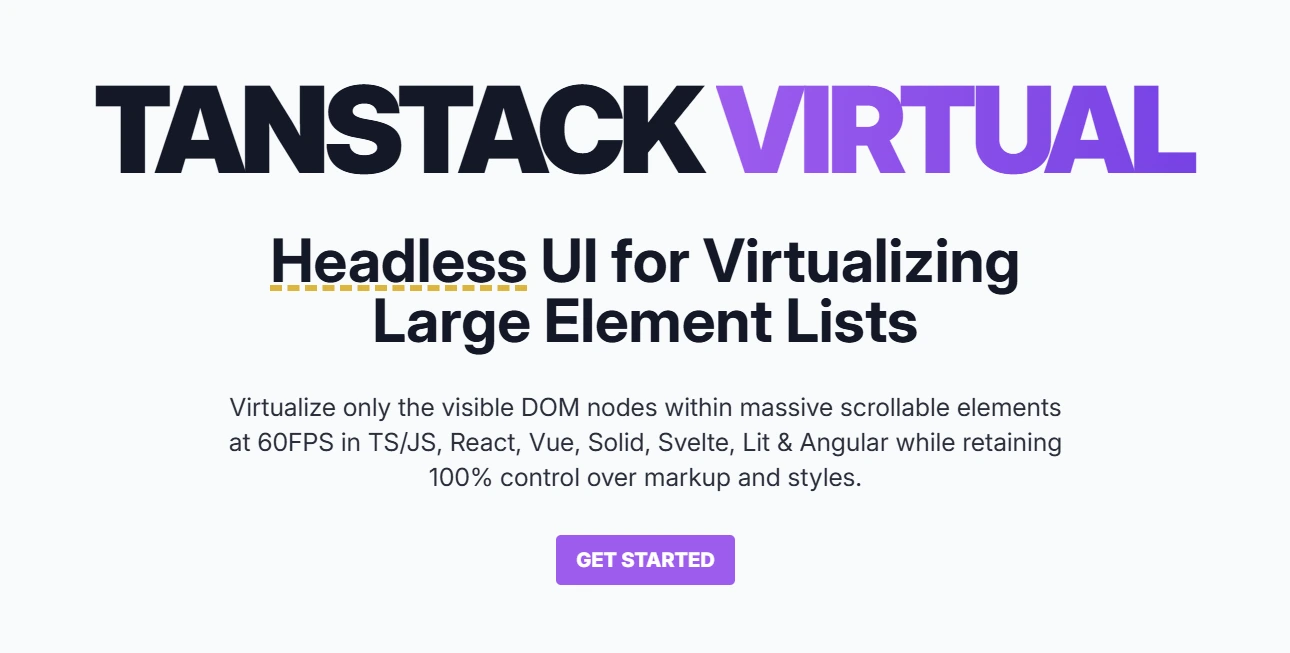 TANSTACK VIRTUAL
Headless UI for Virtualizing
Large Element Lists
Virtualize only the visible DOM nodes within massive scrollable elements
at 60FPS in TS/JS, React, Vue, Solid, Svelte, Lit & Angular while retaining
100% control over markup and styles.
GET STARTED